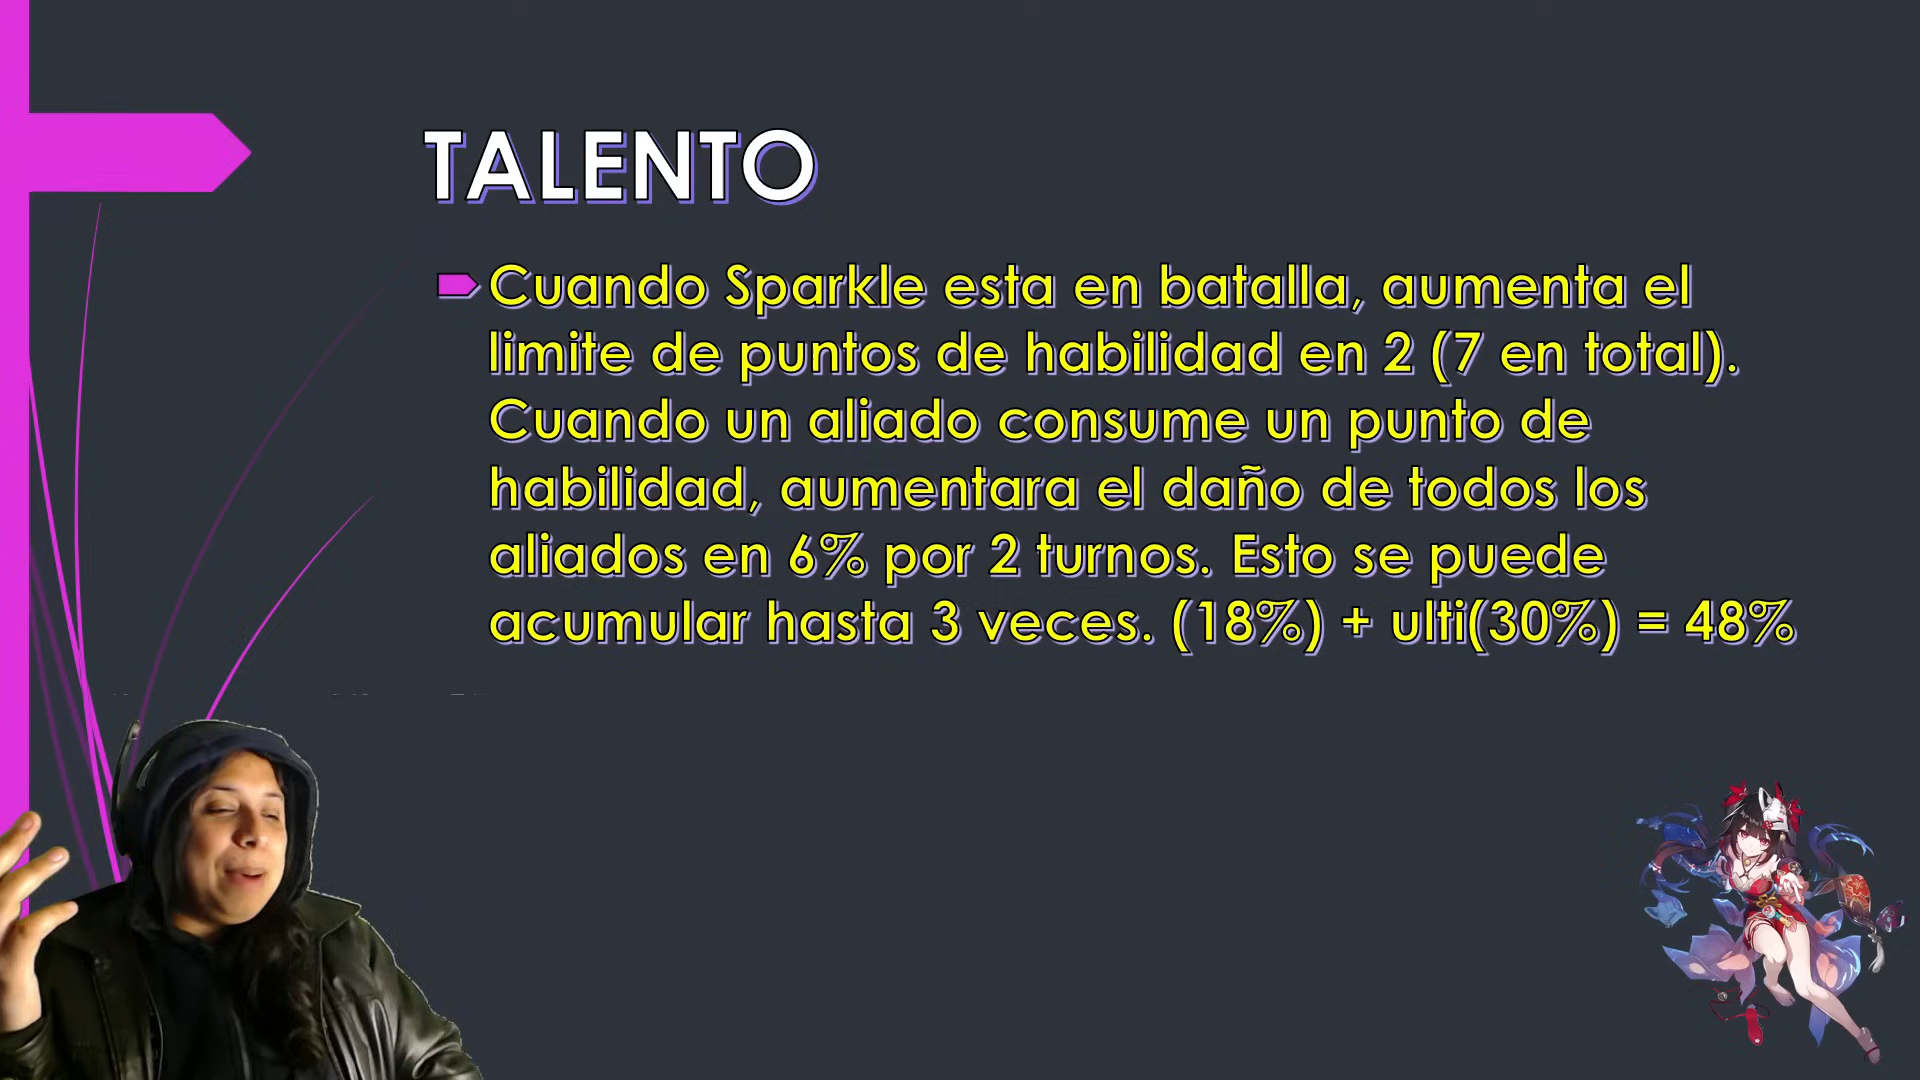 TALENTO
Cuando Sparkle esta en batalla, aumenta el
limite de puntos de habilidad en 2 (7 en total).
Cuando un aliado consume un punto de
habilidad, aumentara el daño de todos los
aliados en 6% por 2 turnos. Esto se puede
acumular hasta 3 veces. (18%) + ulti(30%) = 48%